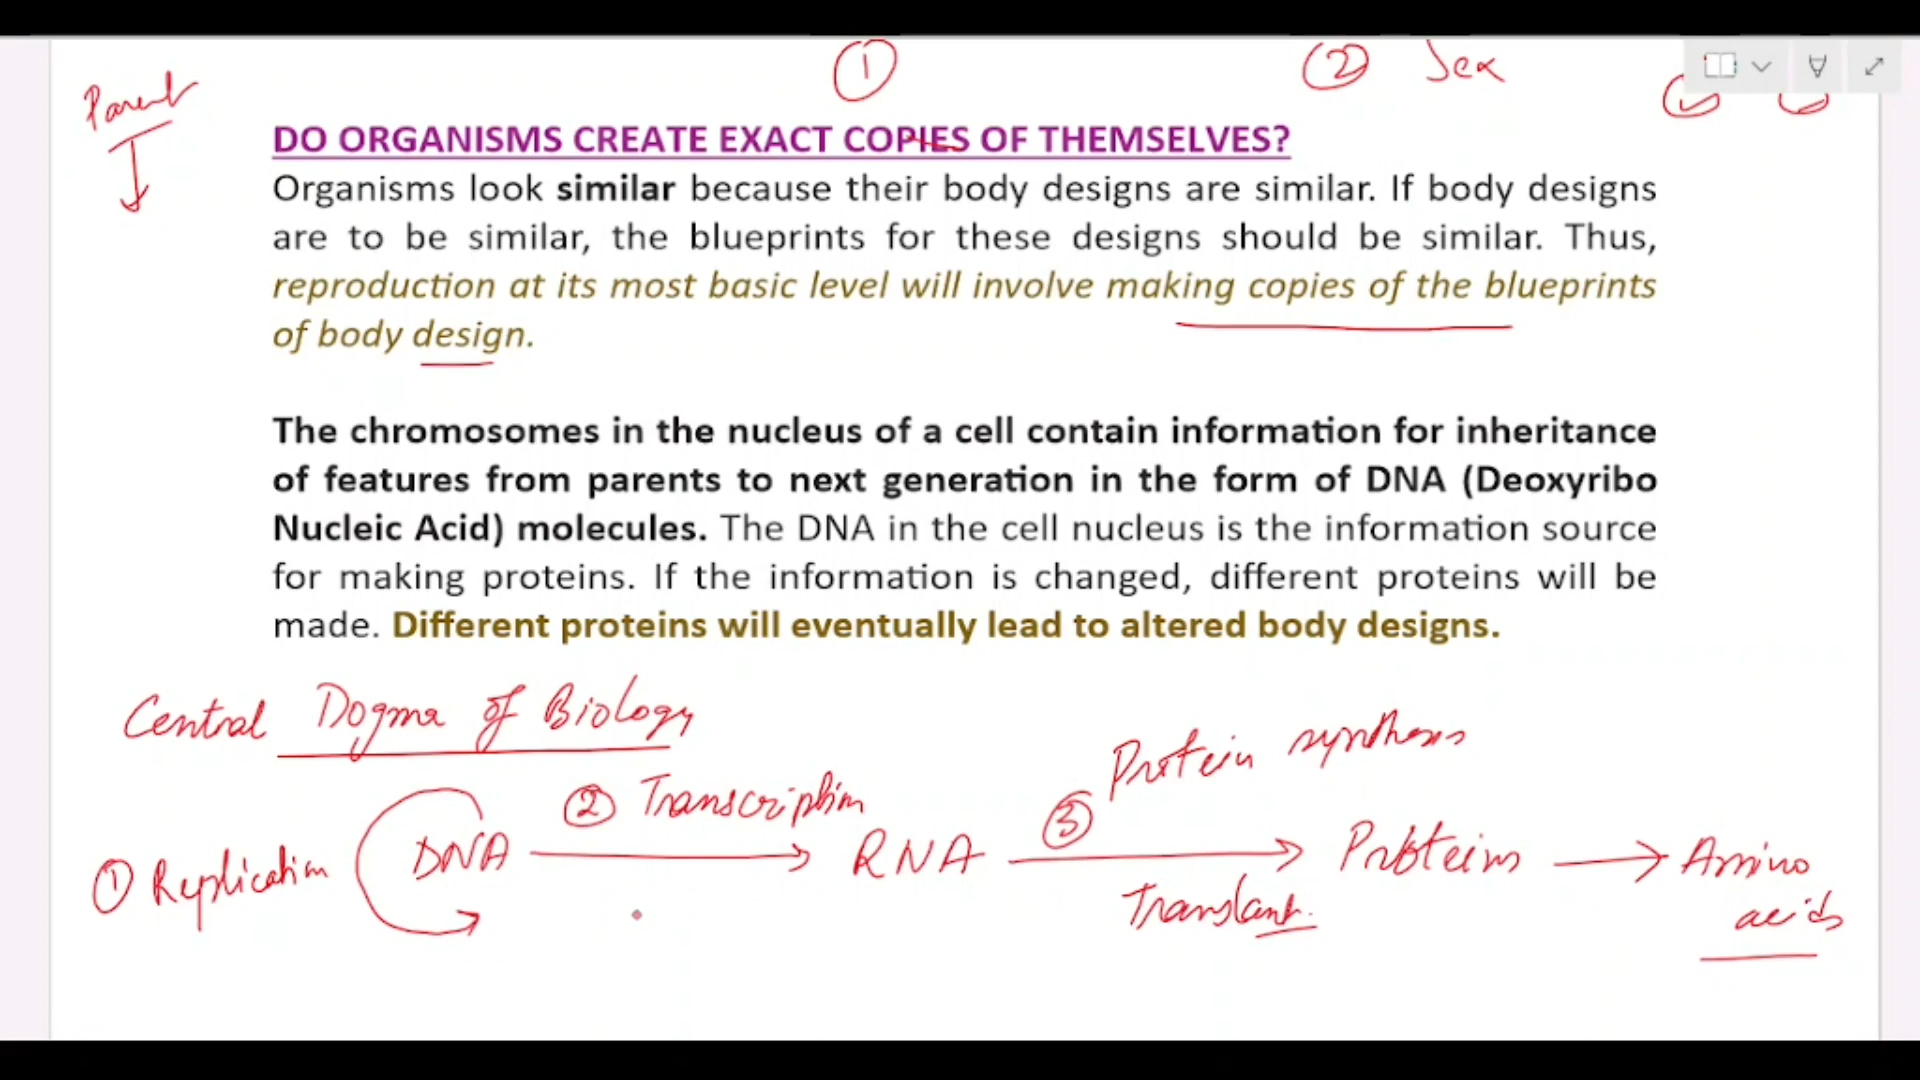 ① ② Sex
Parent
DO ORGANISMS CREATE EXACT COPIES OF THEMSELVES?
Organisms look similar because their body designs are similar. If body designs
are to be similar, the blueprints for these designs should be similar. Thus,
reproduction at its most basic level will involve making copies of the blueprints
of body design.
The chromosomes in the nucleus of a cell contain information for inheritance
of features from parents to next generation in the form of DNA (Deoxyribo
Nucleic Acid) molecules. The DNA in the cell nucleus is the information source
for making proteins. If the information is changed, different proteins will be
made. Different proteins will eventually lead to altered body designs.
Central Dogma of Biology
Protein synthesis
② Transcription ③
① Replication DNA → RNA → Proteins → Amino
acids